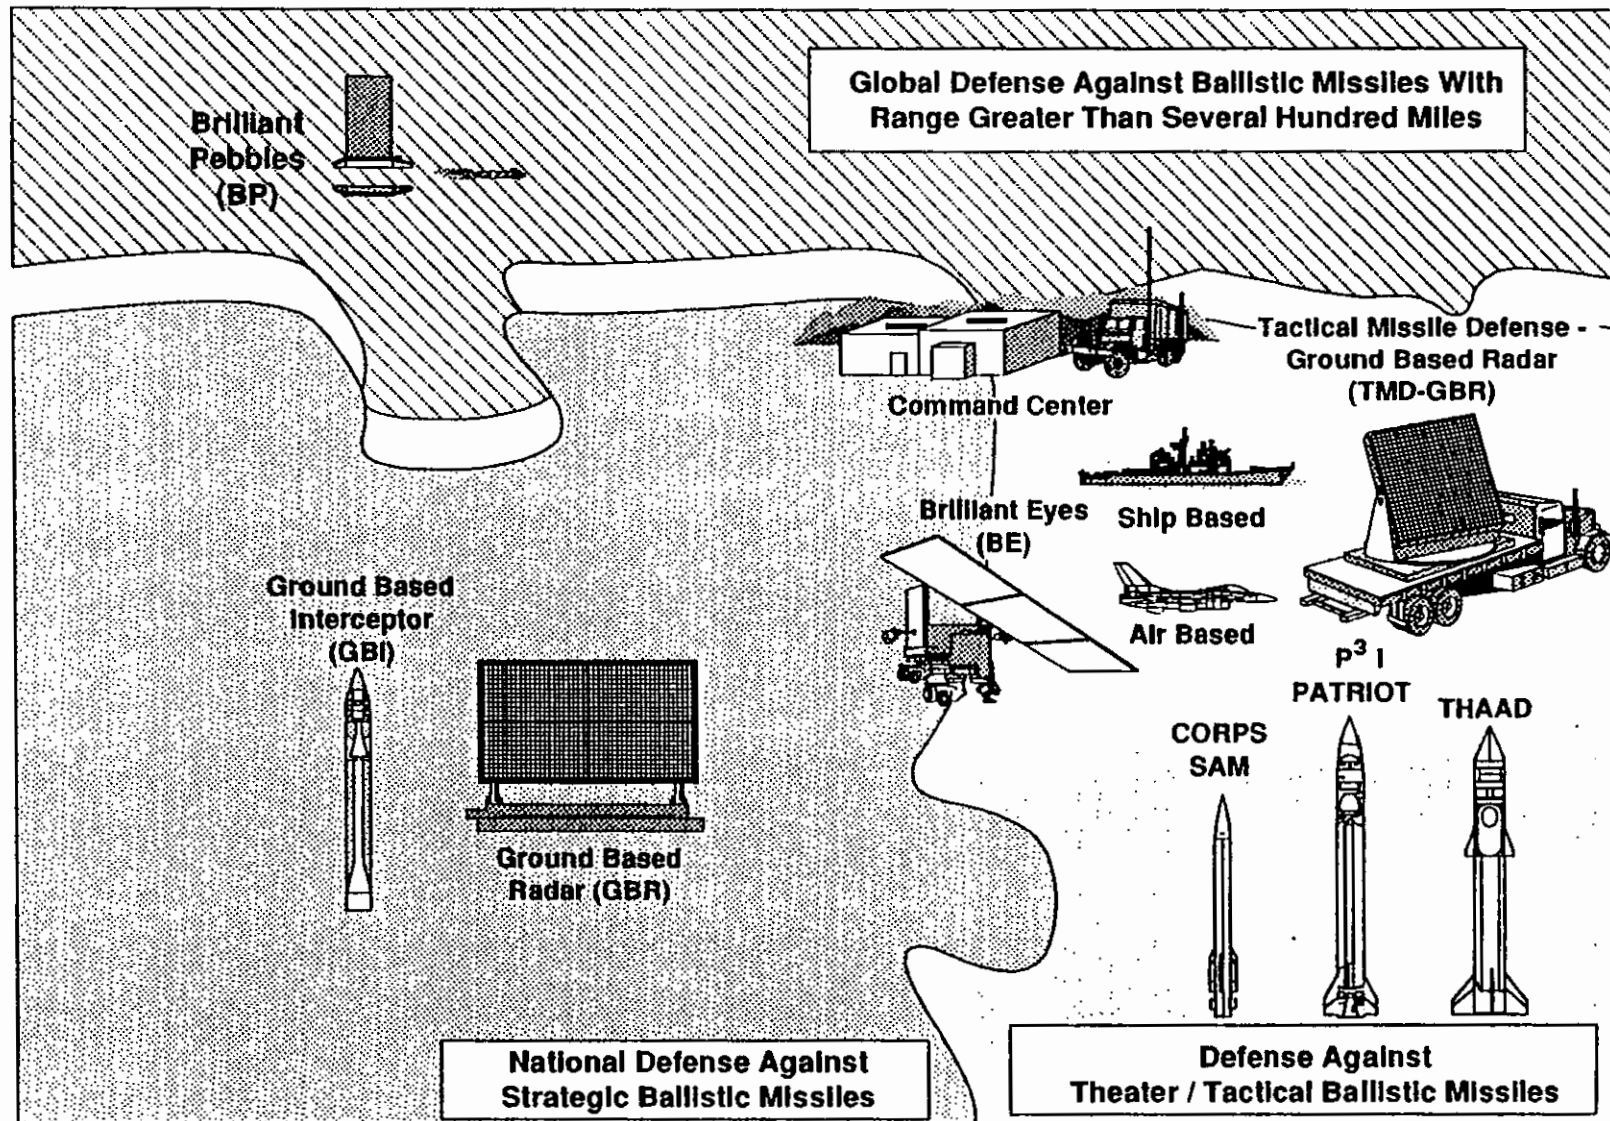 Global Defense Against Ballistic Missiles With
Range Greater Than Several Hundred Miles
Brilliant
Pebbles
(BP)
Tactical Missile Defense -
Ground Based Radar
(TMD-GBR)
Command Center
Brilliant Eyes
(BE)
Ship Based
Air Based
Ground Based
Interceptor
(GBI)
Ground Based
Radar (GBR)
P³ I
PATRIOT
THAAD
CORPS
SAM
National Defense Against
Strategic Ballistic Missiles
Defense Against
Theater / Tactical Ballistic Missiles